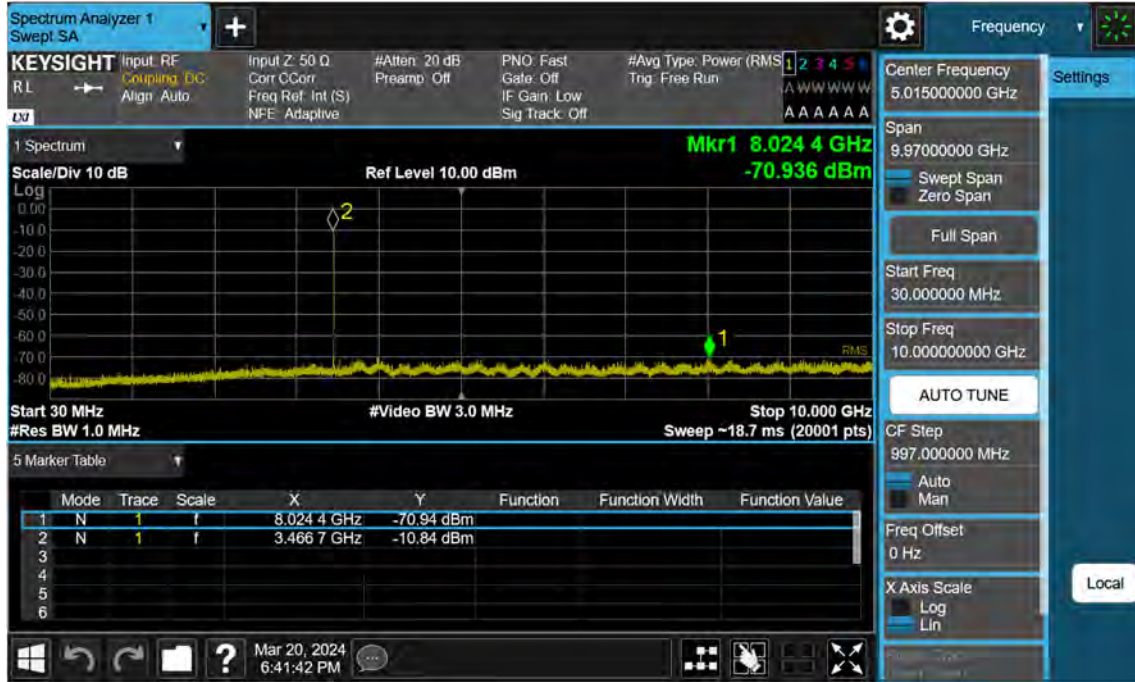 Spectrum Analyzer 1
Swept SA
+
Frequency
KEYSIGHT
RL
LXI
Input: RF
Coupling: DC
Align: Auto
Input Z: 50 Ω
Corr CCorr
Freq Ref: Int (S)
NFE: Adaptive
#Atten: 20 dB
Preamp: Off
PNO: Fast
Gate: Off
IF Gain: Low
Sig Track: Off
#Avg Type: Power (RMS
Trig: Free Run
1 2 3 4 5 6
A W W W W W
A A A A A A
1 Spectrum
Scale/Div 10 dB
Ref Level 10.00 dBm
Mkr1 8.024 4 GHz
-70.936 dBm
Log
0.00
-10.0
-20.0
-30.0
-40.0
-50.0
-60.0
-70.0
-80.0
2
1
RMS
Start 30 MHz
#Video BW 3.0 MHz
Stop 10.000 GHz
#Res BW 1.0 MHz
Sweep ~18.7 ms (20001 pts)
5 Marker Table
Mode Trace Scale X Y Function Function Width Function Value
1 N 1 f 8.024 4 GHz -70.94 dBm
2 N 1 f 3.466 7 GHz -10.84 dBm
3
4
5
6
?
Mar 20, 2024
6:41:42 PM
Center Frequency
5.015000000 GHz
Span
9.97000000 GHz
Swept Span
Zero Span
Full Span
Start Freq
30.000000 MHz
Stop Freq
10.000000000 GHz
AUTO TUNE
CF Step
997.000000 MHz
Auto
Man
Freq Offset
0 Hz
X Axis Scale
Log
Lin
Settings
Local